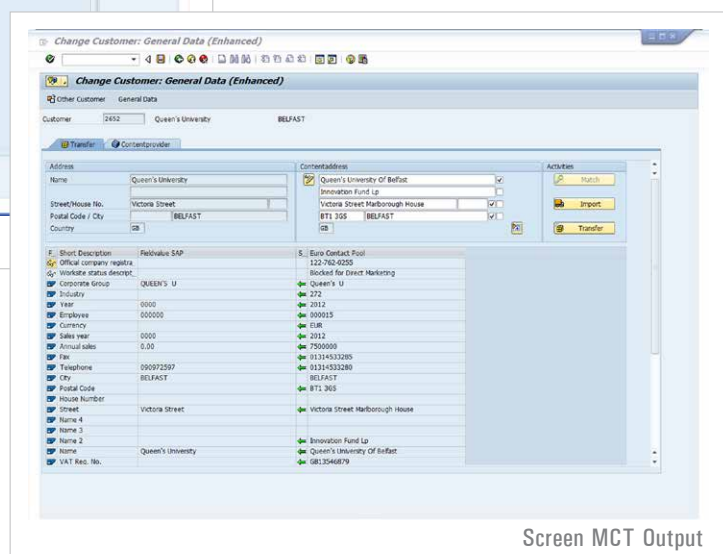 Change Customer: General Data (Enhanced)
Change Customer: General Data (Enhanced)
Other Customer General Data
Customer 2652 Queen's University BELFAST
Transfer Contentprovider
Address Contentaddress Activities
Name Queen's University Queen's University Of Belfast Match
Innovation Fund Lp
Street/House No. Victoria Street Victoria Street Marlborough House Import
Postal Code / City BELFAST BT1 3GS BELFAST
Country GB GB Transfer
F... Short Description Fieldvalue SAP S... Euro Contact Pool
Official company registra 122-762-0255
Worksite status descript... Blocked for Direct Marketing
Corporate Group QUEEN'S U Queen's U
Industry 272
Year 0000 2012
Employee 000000 000015
Currency EUR
Sales year 0000 2012
Annual sales 0.00 7500000
Fax 01314533285
Telephone 090972597 01314533280
City BELFAST BELFAST
Postal Code BT1 3GS
House Number
Street Victoria Street Victoria Street Marlborough House
Name 4
Name 3
Name 2 Innovation Fund Lp
Name Queen's University Queen's University Of Belfast
VAT Reg. No. GB13546879
Screen MCT Output